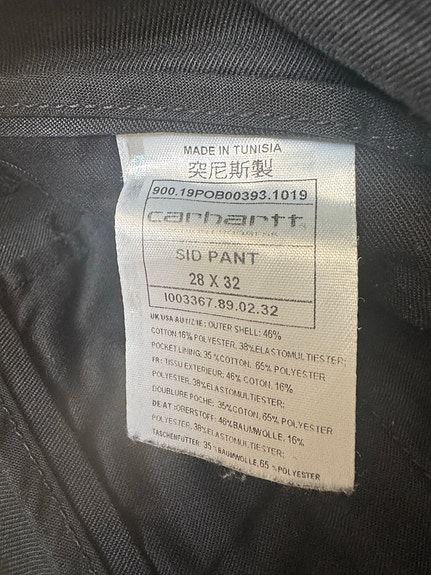 MADE IN TUNISIA
突尼斯製
900.19POB00393.1019
carhartt
SID PANT
28 X 32
I003367.89.02.32
UK USA AU IZ IE : OUTER SHELL: 46%
COTTON 16% POLYESTER, 38%ELASTOMULTIESTER;
POCKET LINING: 35 %COTTON, 65% POLYESTER
FR: TISSU EXTERIEUR: 46% COTON, 16%
POLYESTER, 38%ELASTOMULTIESTER;
DOUBLURE POCHE: 35%COTON, 65% POLYESTER
DE AT :OBERSTOFF: 46%BAUMWOLLE, 16%
POLYESTER, 38%ELASTOMULTIESTER;
TASCHENFUTTER: 35 %BAUMWOLLE, 65 %POLYESTER